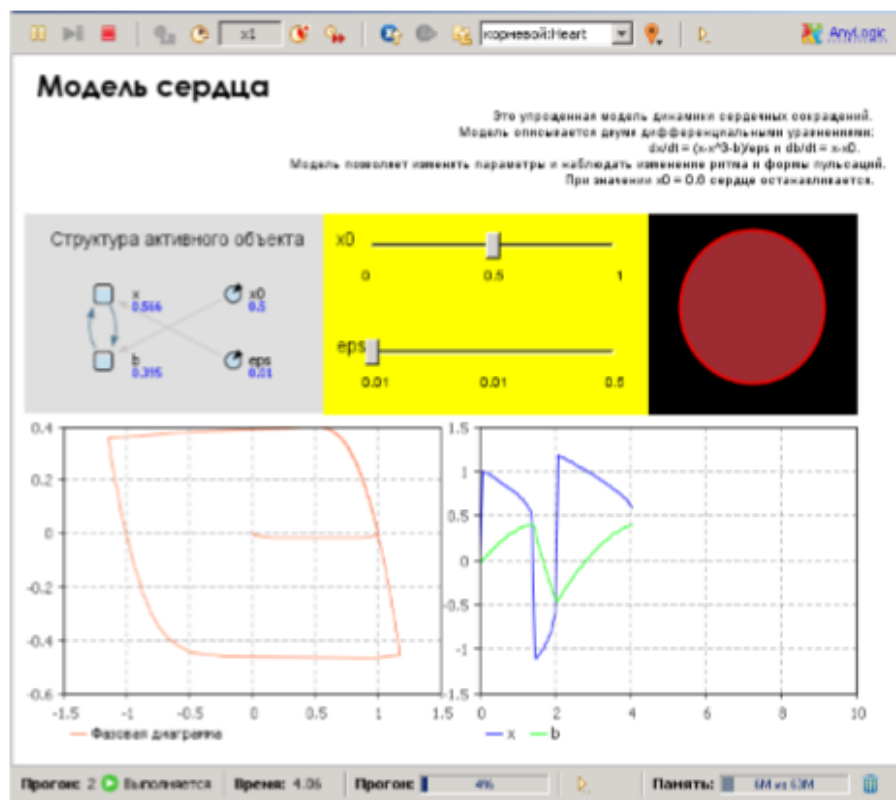 x1
корневой:Heart
AnyLogic
Модель сердца
Это упрощенная модель динамики сердечных сокращений.
Модель описывается двумя дифференциальными уравнениями:
dx/dt = (x-x^3-b)/eps и db/dt = x-x0.
Модель позволяет изменять параметры и наблюдать изменение ритма и формы пульсаций.
При значении x0 = 0.6 сердце останавливается.
Структура активного объекта
x
0.566
x0
0.5
b
0.395
eps
0.01
x0
0 0.5 1
eps
0.01 0.01 0.5
0.4
0.2
0
-0.2
-0.4
-0.6
-1.5 -1 -0.5 0 0.5 1 1.5
Фазовая диаграмма
1.5
1
0.5
0
-0.5
-1
-1.5
0 2 4 6 8 10
x b
Прогон: 2 Выполняется Время: 4.06 Прогон: 4% Память: 6M из 63M